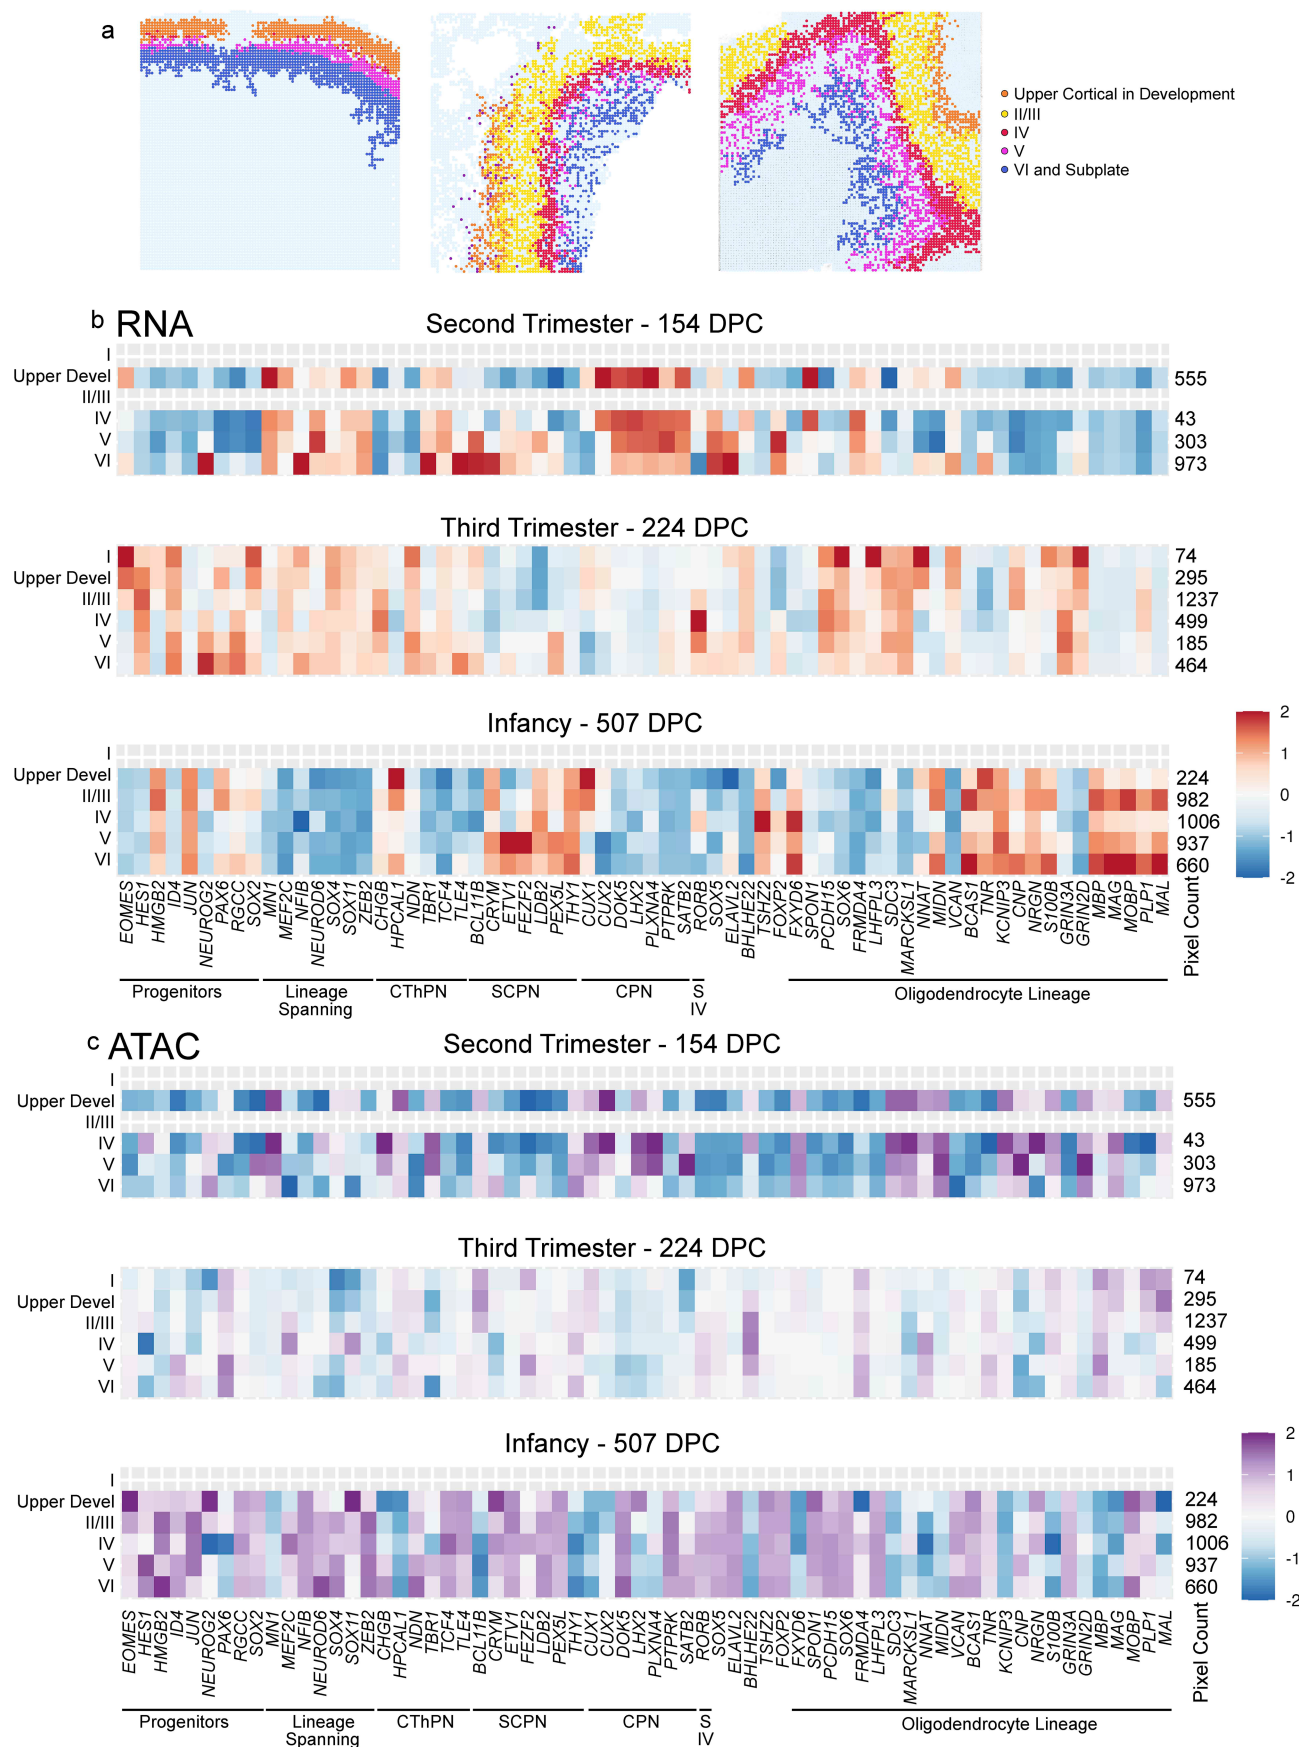 a
Upper Cortical in Development
II/III
IV
V
VI and Subplate
b RNA
Second Trimester - 154 DPC
I
Upper Devel 555
II/III
IV 43
V 303
VI 973
Third Trimester - 224 DPC
I 74
Upper Devel 295
II/III 1237
IV 499
V 185
VI 464
Infancy - 507 DPC
I
Upper Devel 224
II/III 982
IV 1006
V 937
VI 660
2
1
0
-1
-2
EOMES HES1 HMGB2 ID4 JUN NEUROG2 PAX6 RGCC SOX2 MN1 MEF2C NFIB NEUROD6 SOX4 SOX11 ZEB2 CHGB HPCAL1 NDN TBR1 TCF4 TLE4 BCL11B CRYM ETV1 FEZF2 LDB2 PEX5L THY1 CUX1 CUX2 DOK5 LHX2 PLXNA4 PTPRK SATB2 RORB SOX5 ELAVL2 BHLHE22 TSHZ2 FOXP2 FXYD6 SPON1 PCDH15 SOX6 FRMDA4 LHFPL3 SDC3 MARCKSL1 NNAT MIDN VCAN BCAS1 TNR KCNIP3 CNP NRGN S100B GRIN3A GRIN2D MBP MAG MOBP PLP1 MAL Pixel Count
Progenitors Lineage Spanning CThPN SCPN CPN S IV Oligodendrocyte Lineage
c ATAC
Second Trimester - 154 DPC
I
Upper Devel 555
II/III
IV 43
V 303
VI 973
Third Trimester - 224 DPC
I 74
Upper Devel 295
II/III 1237
IV 499
V 185
VI 464
Infancy - 507 DPC
I
Upper Devel 224
II/III 982
IV 1006
V 937
VI 660
2
1
0
-1
-2
EOMES HES1 HMGB2 ID4 JUN NEUROG2 PAX6 RGCC SOX2 MN1 MEF2C NFIB NEUROD6 SOX4 SOX11 ZEB2 CHGB HPCAL1 NDN TBR1 TCF4 TLE4 BCL11B CRYM ETV1 FEZF2 LDB2 PEX5L THY1 CUX1 CUX2 DOK5 LHX2 PLXNA4 PTPRK SATB2 RORB SOX5 ELAVL2 BHLHE22 TSHZ2 FOXP2 FXYD6 SPON1 PCDH15 SOX6 FRMDA4 LHFPL3 SDC3 MARCKSL1 NNAT MIDN VCAN BCAS1 TNR KCNIP3 CNP NRGN S100B GRIN3A GRIN2D MBP MAG MOBP PLP1 MAL Pixel Count
Progenitors Lineage Spanning CThPN SCPN CPN S IV Oligodendrocyte Lineage